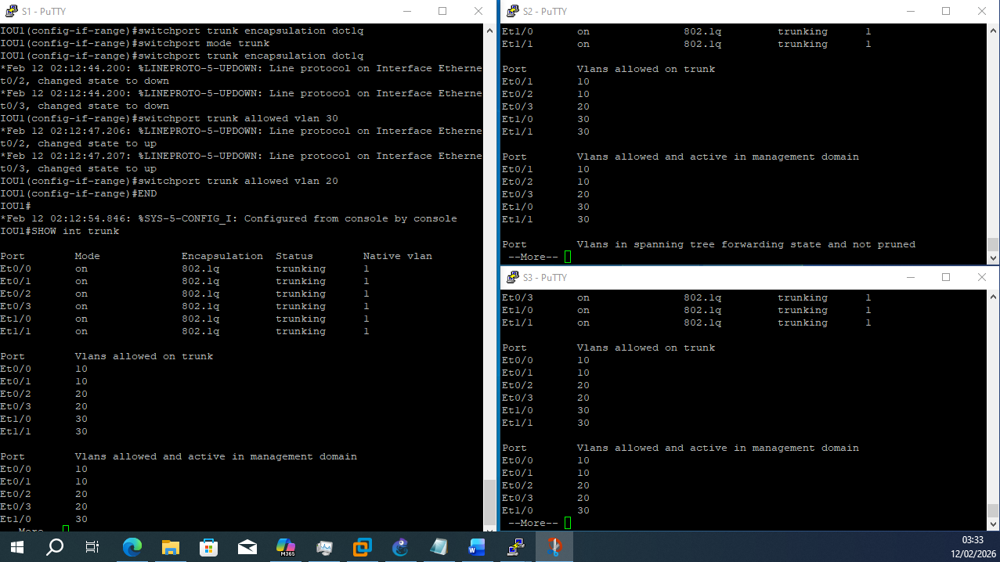 S1 - PuTTY
IOU1(config-if-range)#switchport trunk encapsulation dot1q
IOU1(config-if-range)#switchport mode trunk
IOU1(config-if-range)#switchport trunk encapsulation dot1q
*Feb 12 02:12:44.200: %LINEPROTO-5-UPDOWN: Line protocol on Interface Etherne
t0/2, changed state to down
*Feb 12 02:12:44.200: %LINEPROTO-5-UPDOWN: Line protocol on Interface Etherne
t0/3, changed state to down
IOU1(config-if-range)#switchport trunk allowed vlan 30
*Feb 12 02:12:47.206: %LINEPROTO-5-UPDOWN: Line protocol on Interface Etherne
t0/2, changed state to up
*Feb 12 02:12:47.207: %LINEPROTO-5-UPDOWN: Line protocol on Interface Etherne
t0/3, changed state to up
IOU1(config-if-range)#switchport trunk allowed vlan 20
IOU1(config-if-range)#END
IOU1#
*Feb 12 02:12:54.846: %SYS-5-CONFIG_I: Configured from console by console
IOU1#SHOW int trunk
Port Mode Encapsulation Status Native vlan
Et0/0 on 802.1q trunking 1
Et0/1 on 802.1q trunking 1
Et0/2 on 802.1q trunking 1
Et0/3 on 802.1q trunking 1
Et1/0 on 802.1q trunking 1
Et1/1 on 802.1q trunking 1
Port Vlans allowed on trunk
Et0/0 10
Et0/1 10
Et0/2 20
Et0/3 20
Et1/0 30
Et1/1 30
Port Vlans allowed and active in management domain
Et0/0 10
Et0/1 10
Et0/2 20
Et0/3 20
Et1/0 30
--More--
S2 - PuTTY
Et1/0 on 802.1q trunking 1
Et1/1 on 802.1q trunking 1
Port Vlans allowed on trunk
Et0/1 10
Et0/2 10
Et0/3 20
Et1/0 30
Et1/1 30
Port Vlans allowed and active in management domain
Et0/1 10
Et0/2 10
Et0/3 20
Et1/0 30
Et1/1 30
Port Vlans in spanning tree forwarding state and not pruned
--More--
S3 - PuTTY
Et0/3 on 802.1q trunking 1
Et1/0 on 802.1q trunking 1
Et1/1 on 802.1q trunking 1
Port Vlans allowed on trunk
Et0/0 10
Et0/1 10
Et0/2 20
Et0/3 20
Et1/0 30
Et1/1 30
Port Vlans allowed and active in management domain
Et0/0 10
Et0/1 10
Et0/2 20
Et0/3 20
Et1/0 30
--More--
M365
03:33
12/02/2026